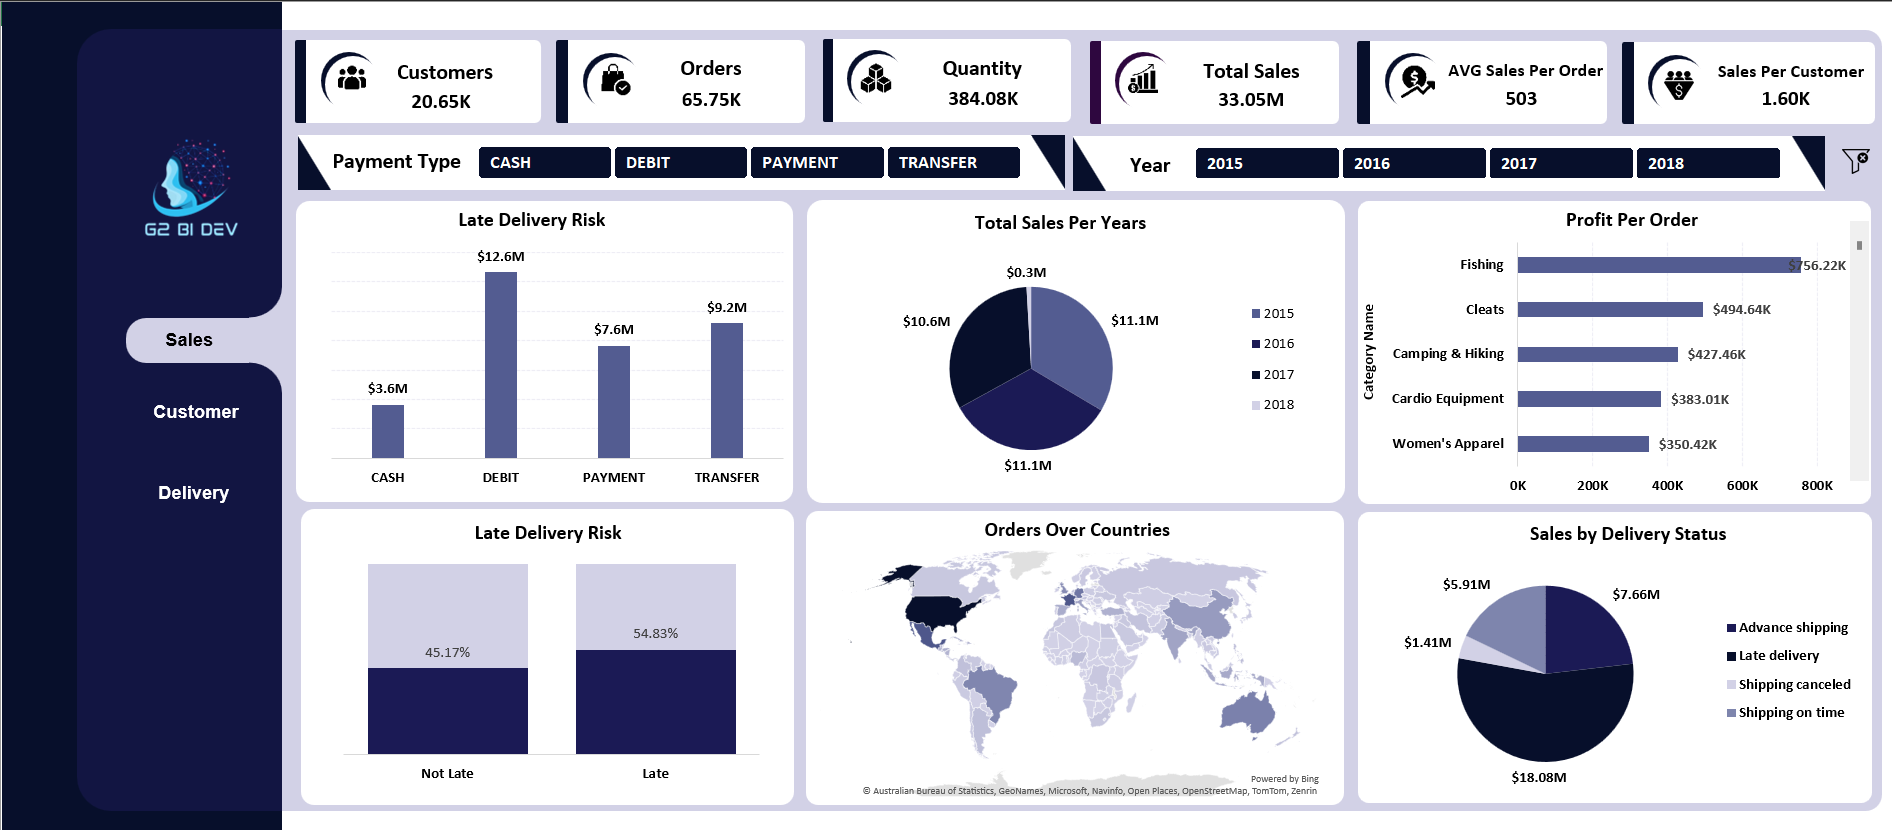 Customers
20.65K
Orders
65.75K
Quantity
384.08K
Total Sales
33.05M
AVG Sales Per Order
503
Sales Per Customer
1.60K
Payment Type
CASH
DEBIT
PAYMENT
TRANSFER
Year
2015
2016
2017
2018
G2 BI DEV
Sales
Customer
Delivery
Late Delivery Risk
$12.6M
$9.2M
$7.6M
$3.6M
CASH
DEBIT
PAYMENT
TRANSFER
Total Sales Per Years
$0.3M
$10.6M
$11.1M
$11.1M
2015
2016
2017
2018
Profit Per Order
Category Name
Fishing
$756.22K
Cleats
$494.64K
Camping & Hiking
$427.46K
Cardio Equipment
$383.01K
Women's Apparel
$350.42K
0K
200K
400K
600K
800K
Late Delivery Risk
45.17%
54.83%
Not Late
Late
Orders Over Countries
Powered by Bing
© Australian Bureau of Statistics, GeoNames, Microsoft, Navinfo, Open Places, OpenStreetMap, TomTom, Zenrin
Sales by Delivery Status
$5.91M
$7.66M
$1.41M
$18.08M
Advance shipping
Late delivery
Shipping canceled
Shipping on time